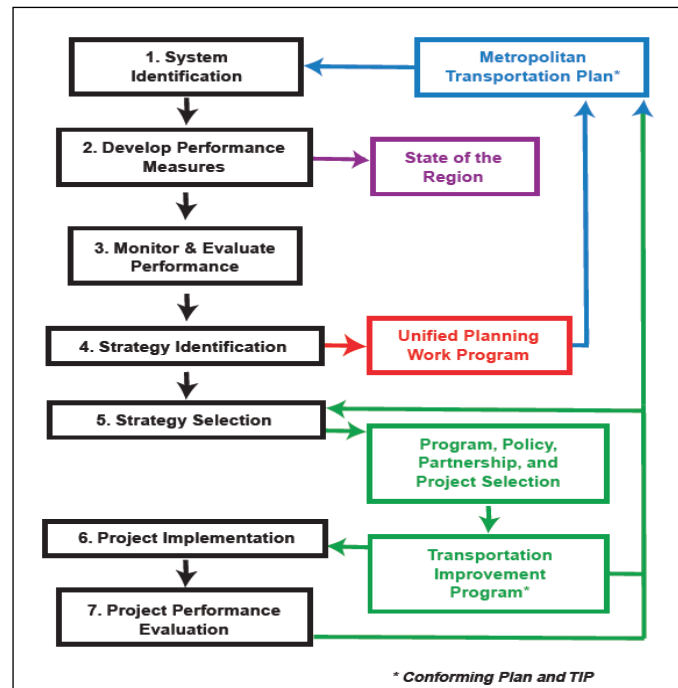 1. System
Identification
Metropolitan
Transportation Plan*
2. Develop Performance
Measures
State of the
Region
3. Monitor & Evaluate
Performance
4. Strategy Identification
Unified Planning
Work Program
5. Strategy Selection
Program, Policy,
Partnership, and
Project Selection
6. Project Implementation
Transportation
Improvement
Program*
7. Project Performance
Evaluation
* Conforming Plan and TIP